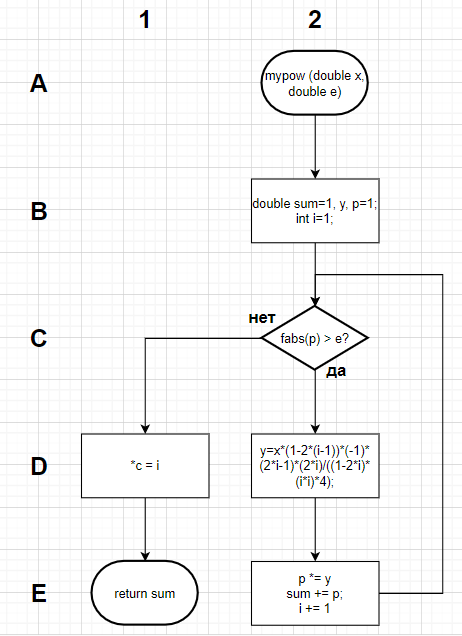 1 2
A
mypow (double x,
double e)
B
double sum=1, y, p=1;
int i=1;
нет
C
fabs(p) > e?
да
D
*c = i
y=x*(1-2*(i-1))*(-1)*
(2*i-1)*(2*i)/((1-2*i)*
(i*i)*4);
E
return sum
p *= y
sum += p;
i += 1